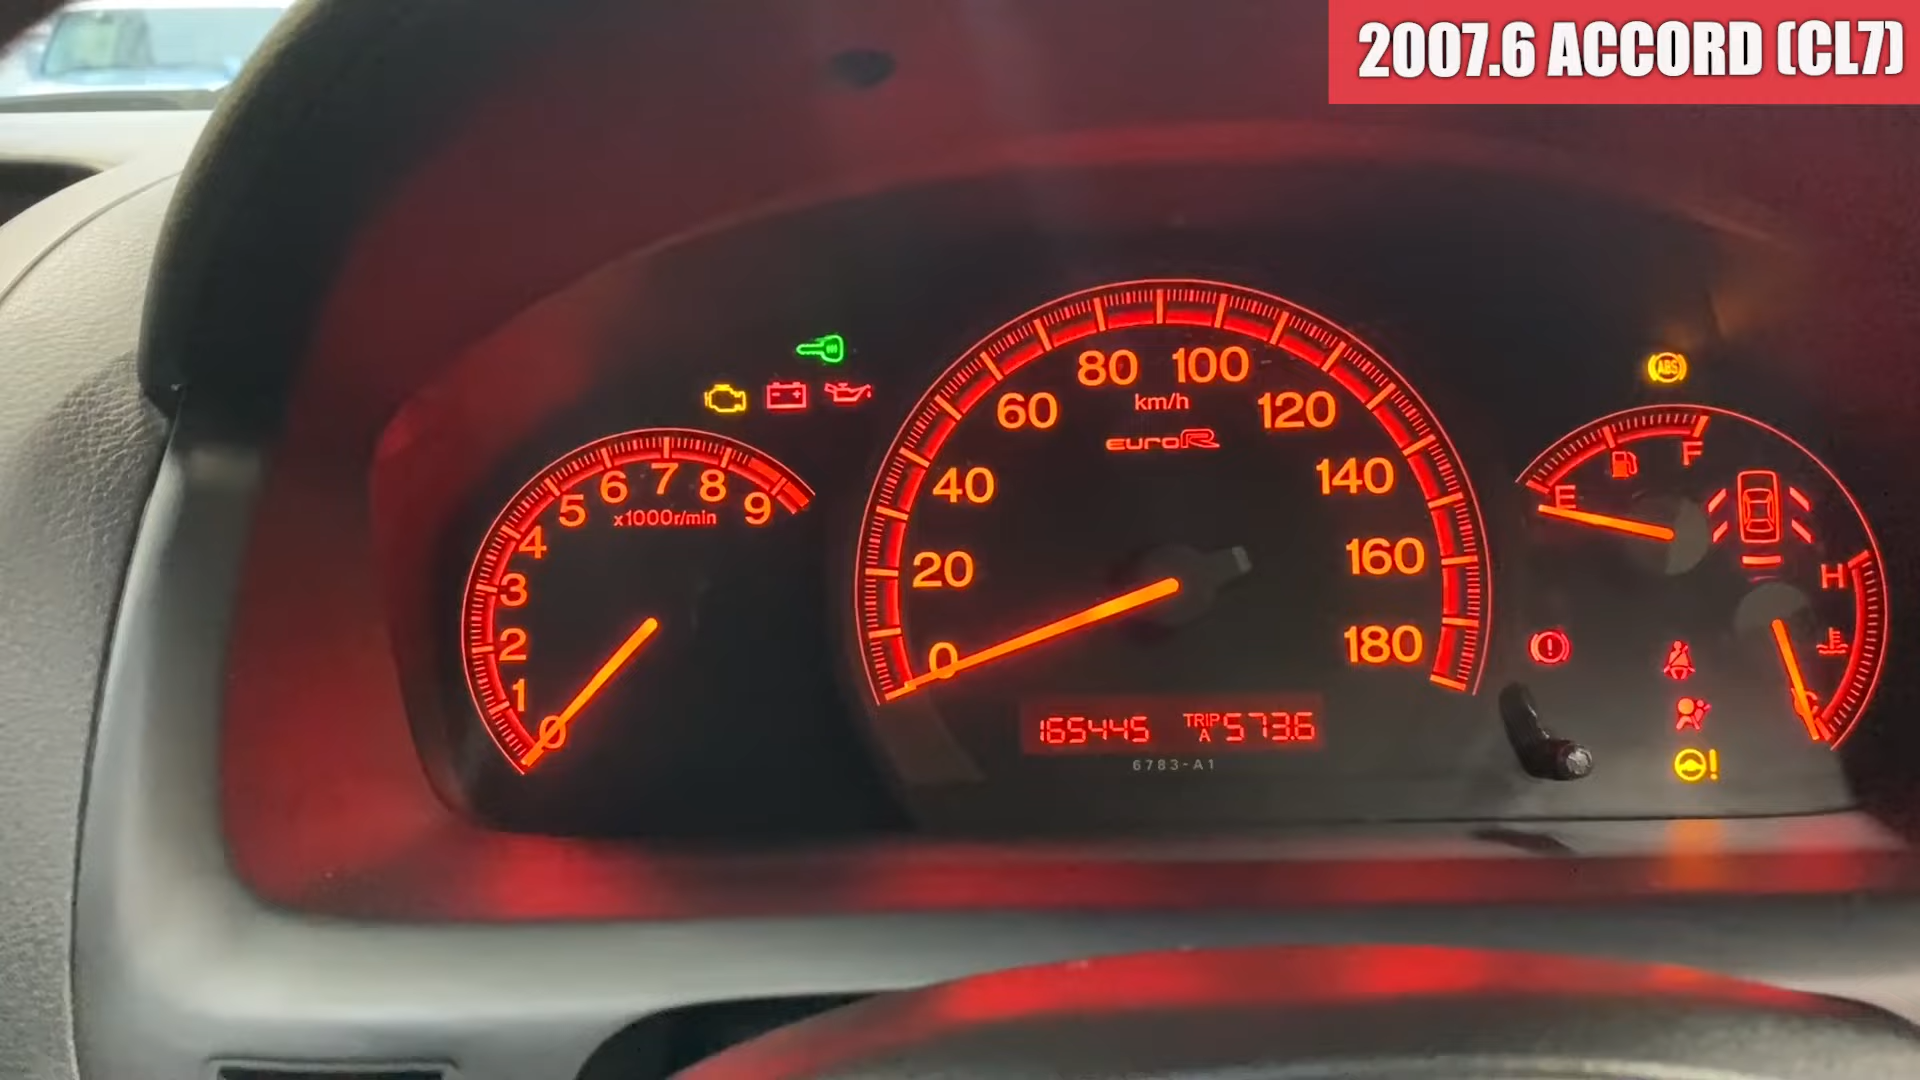 2007.6 ACCORD (CL7)
0 1 2 3 4 5 6 7 8 9
x1000r/min
0 20 40 60 80 100 120 140 160 180
km/h
euroR
165445 TRIP A 573.6
6783-A1
ABS
E F
H
C